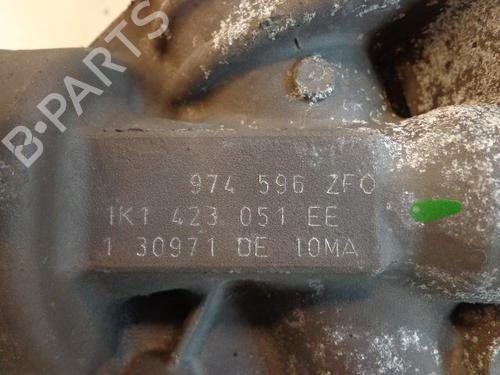 B-PARTS
974 596 ZFO
1K1 423 051 EE
1 30971 DE 10MA